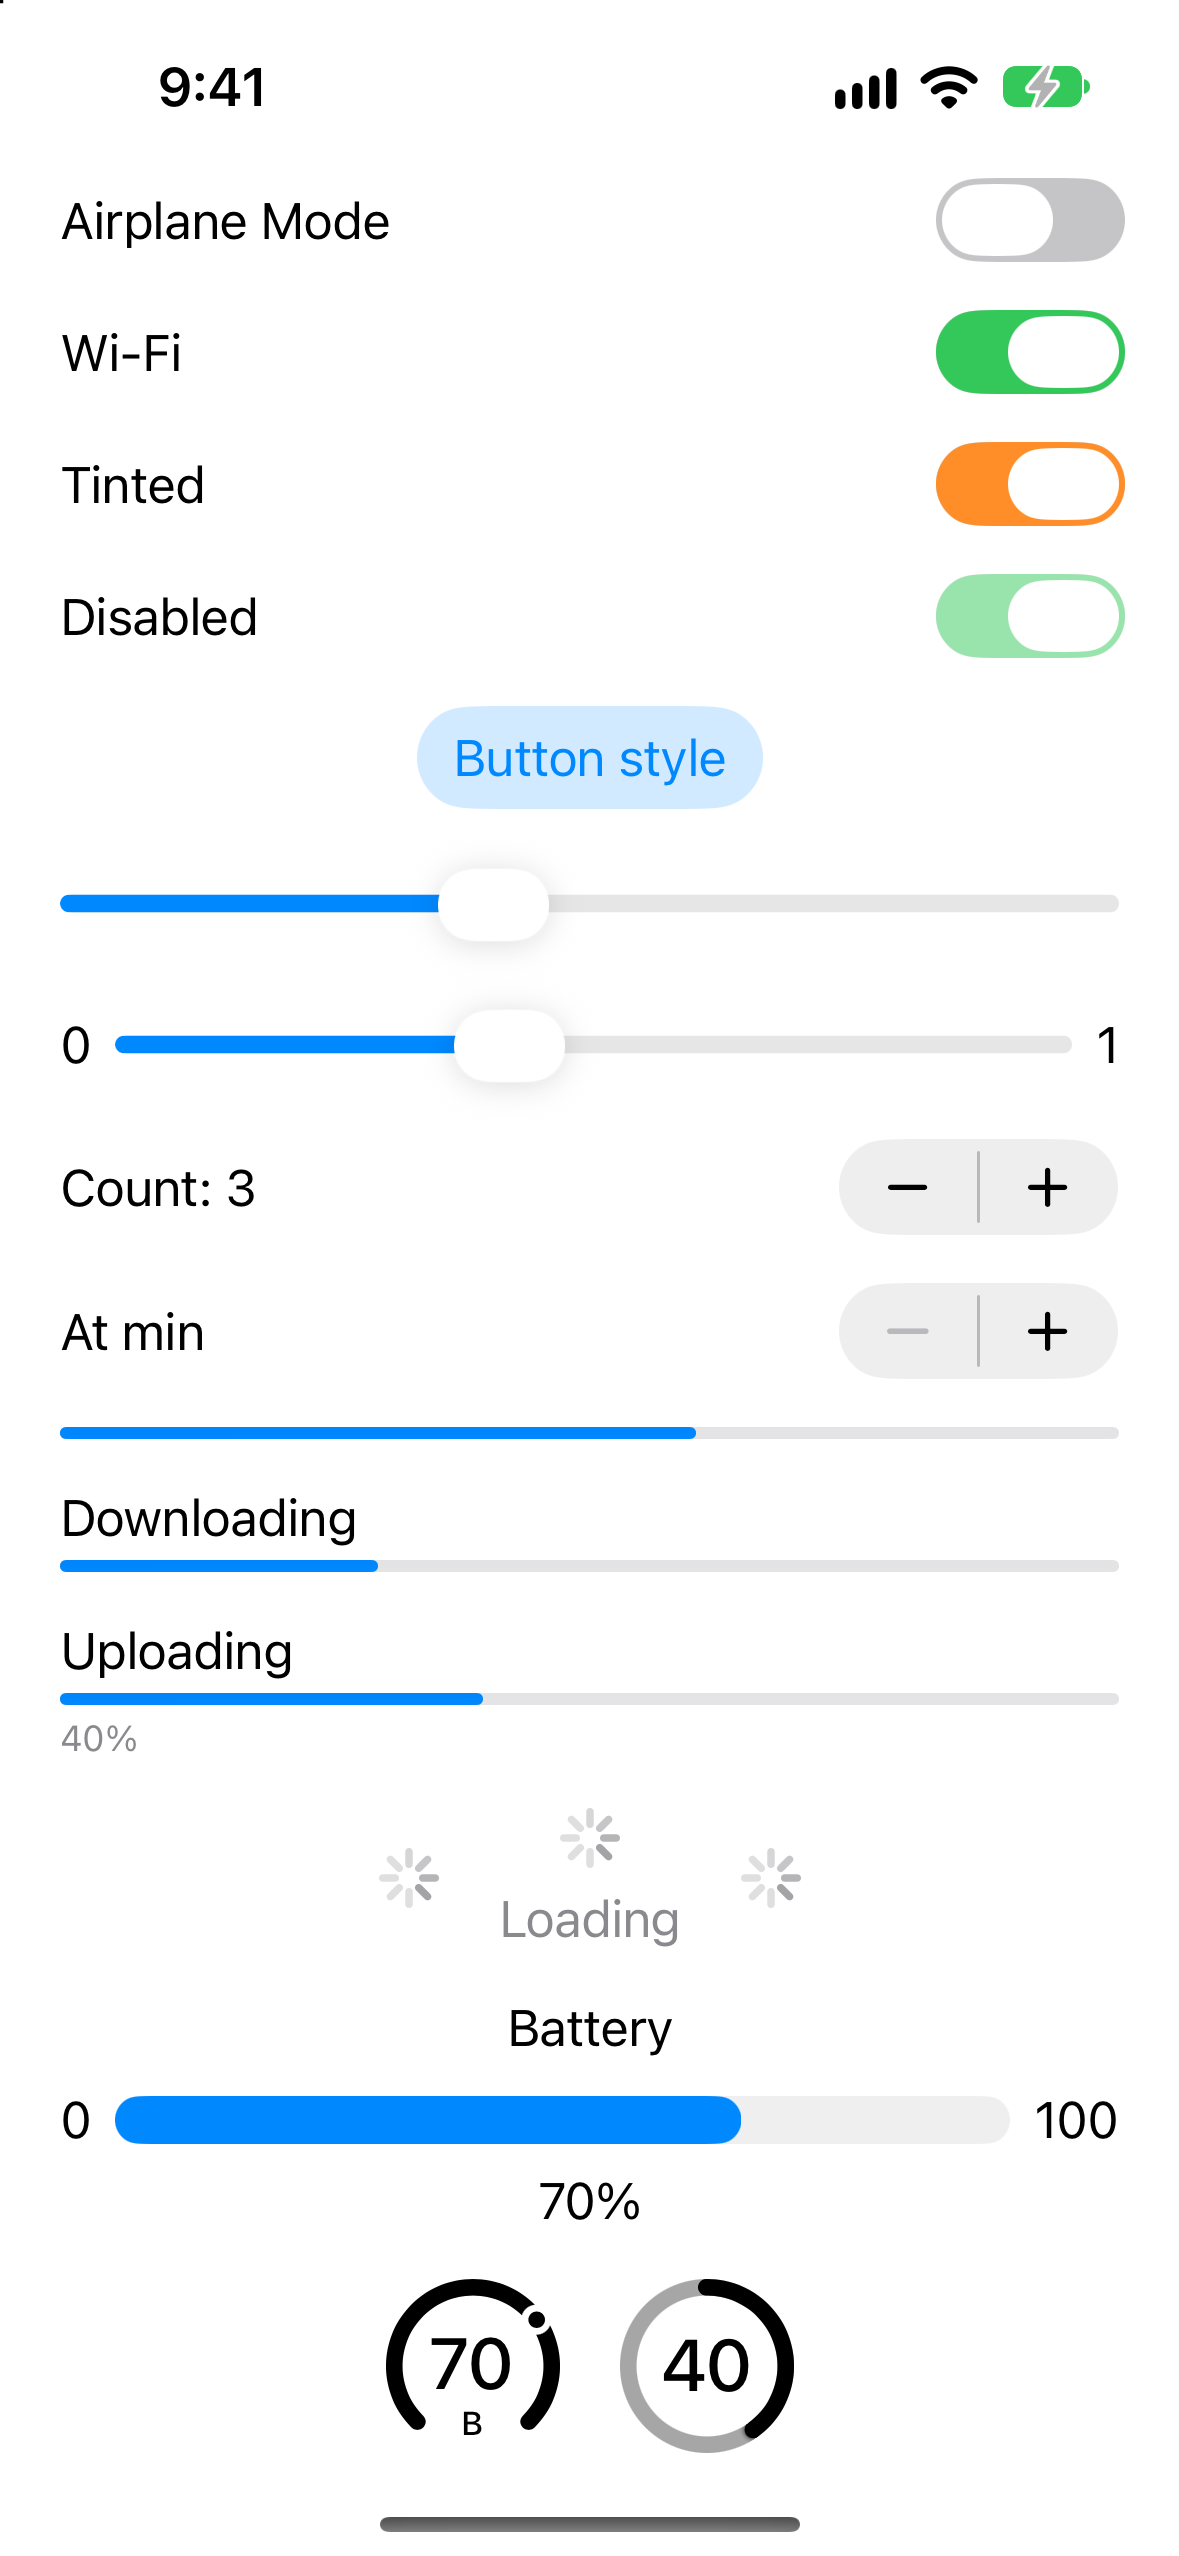 9:41
Airplane Mode
Wi-Fi
Tinted
Disabled
Button style
0 1
Count: 3
At min
Downloading
Uploading
40%
Loading
Battery
0 100
70%
70 40
B